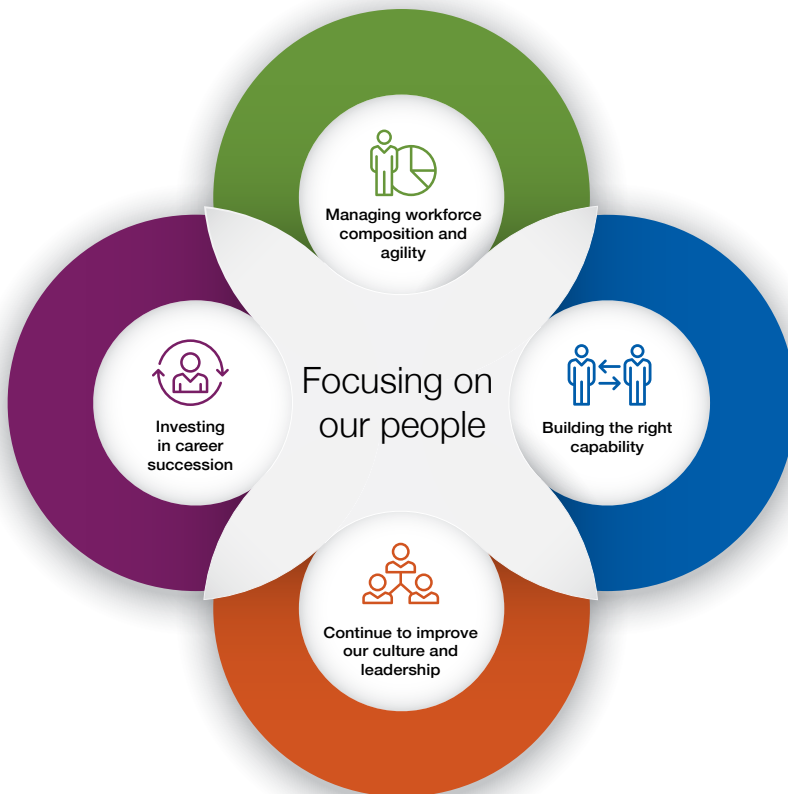 Managing workforce
composition and
agility
Focusing on
our people
Investing
in career
succession
Building the right
capability
Continue to improve
our culture and
leadership